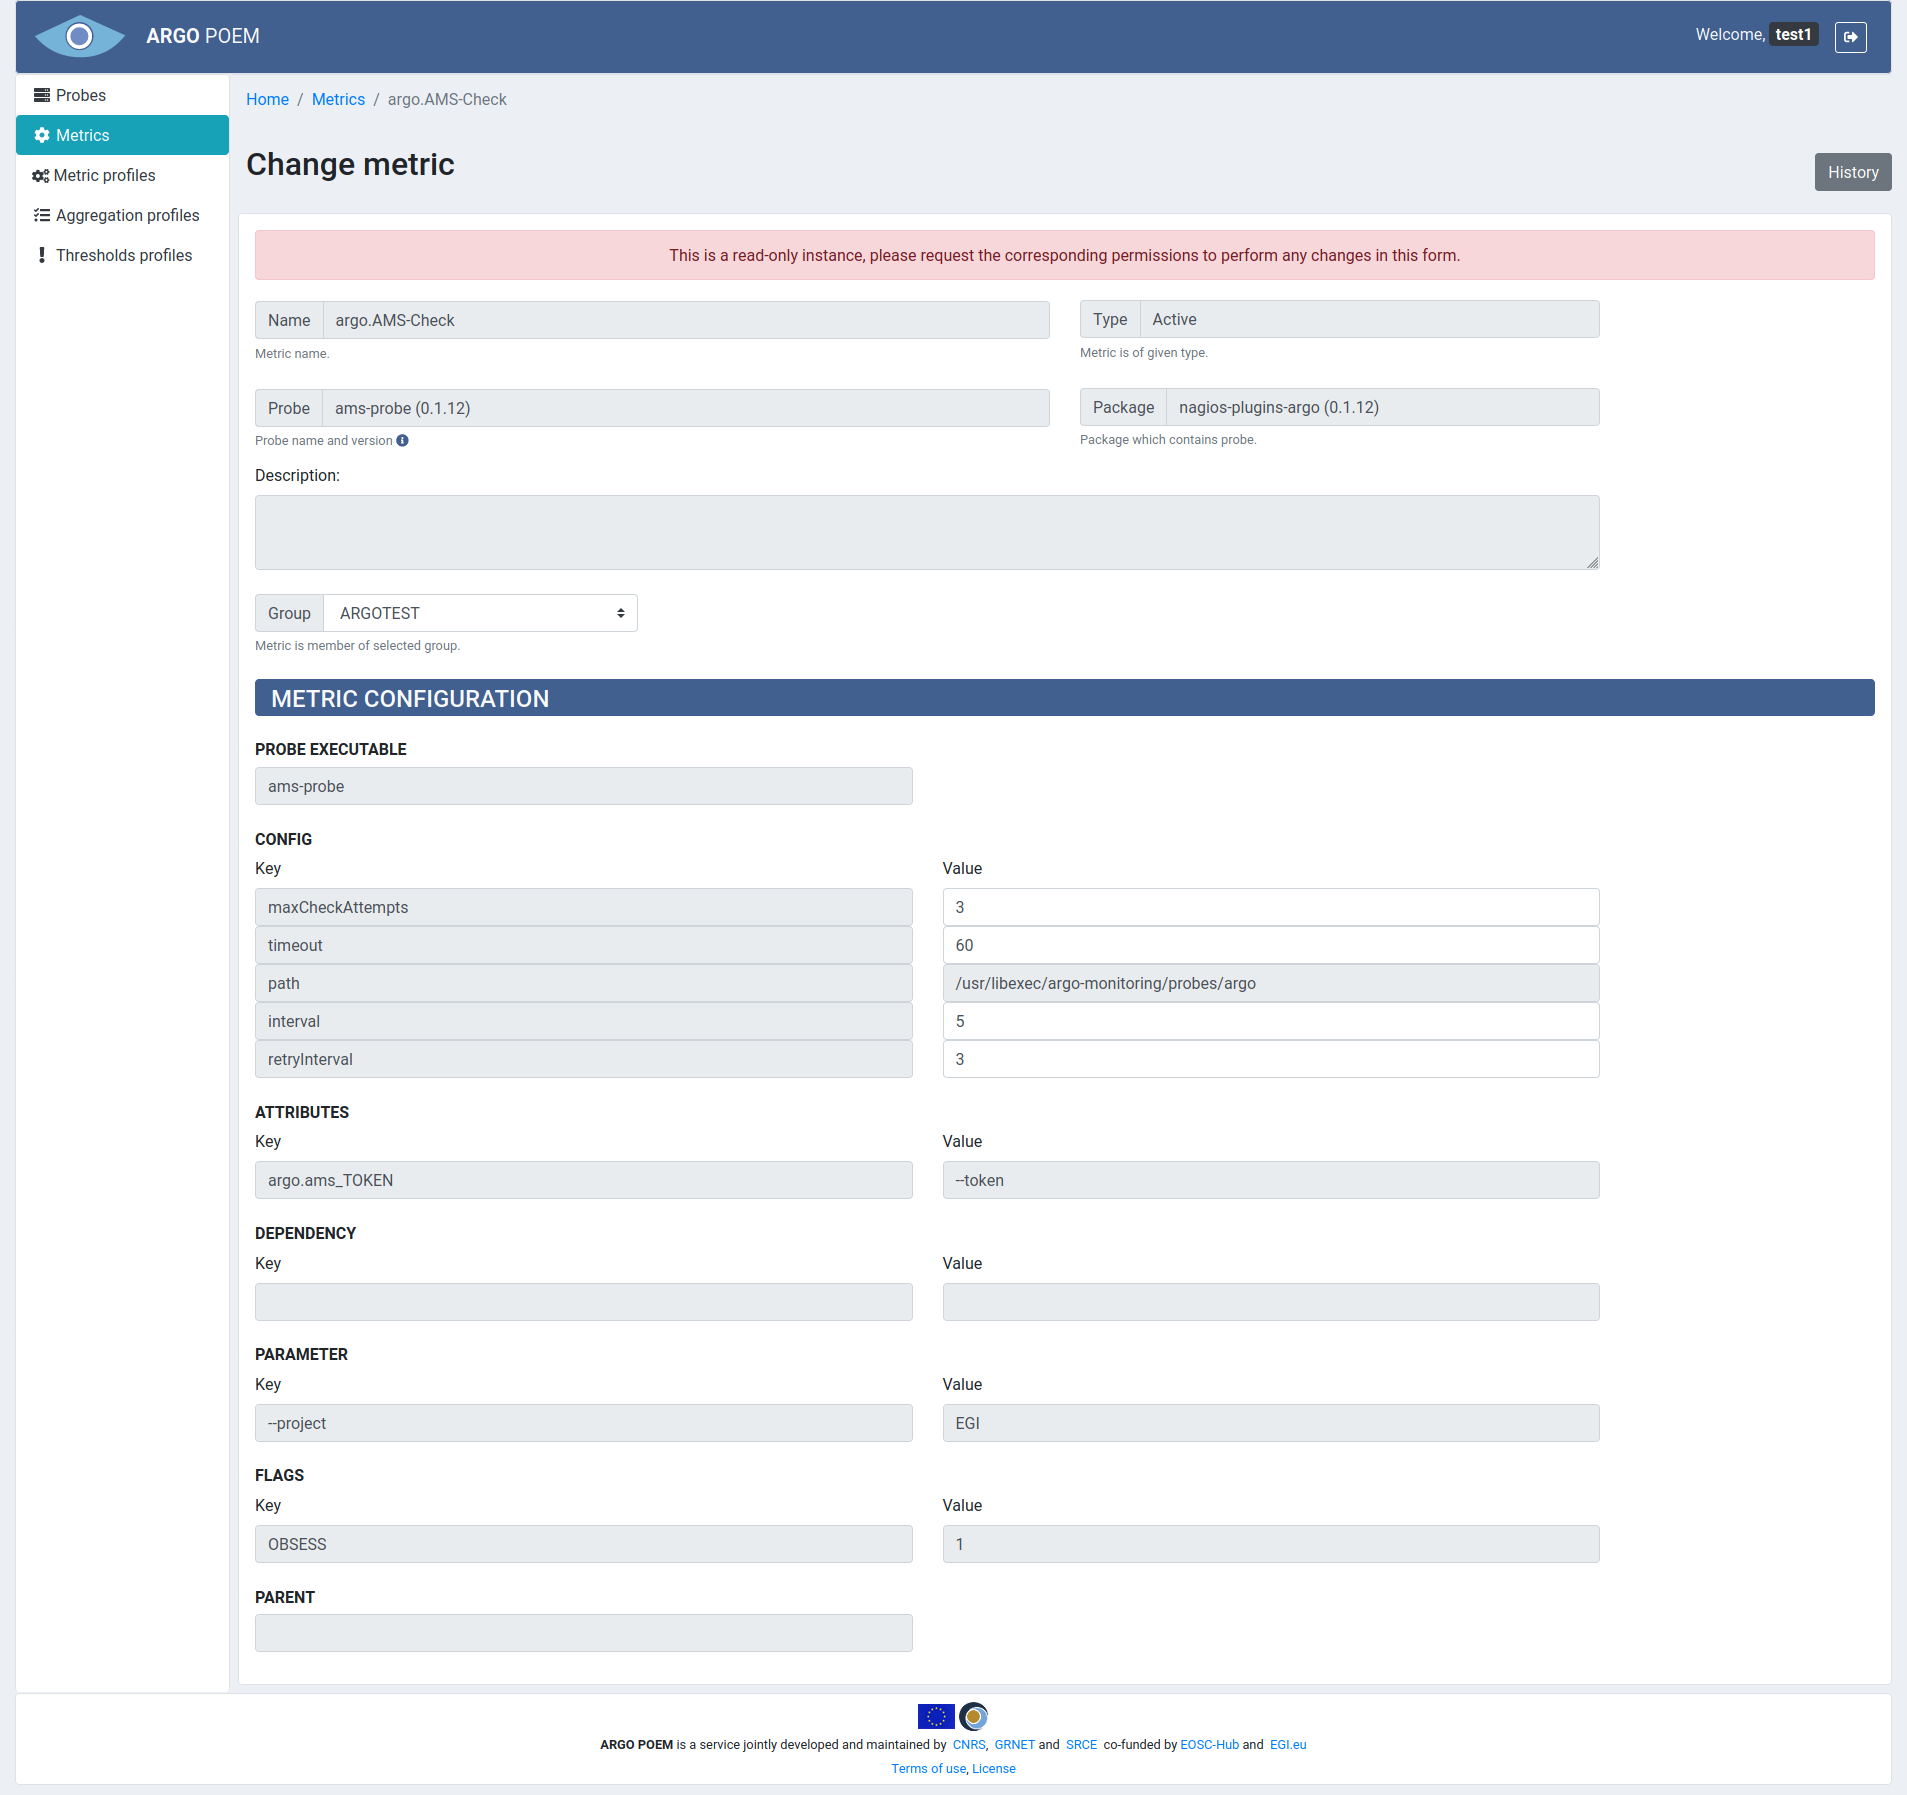 ARGO POEM
Welcome, test1
Probes
Metrics
Metric profiles
Aggregation profiles
Thresholds profiles
Home / Metrics / argo.AMS-Check
Change metric
History
This is a read-only instance, please request the corresponding permissions to perform any changes in this form.
Name argo.AMS-Check
Metric name.
Type Active
Metric is of given type.
Probe ams-probe (0.1.12)
Probe name and version
Package nagios-plugins-argo (0.1.12)
Package which contains probe.
Description:
Group ARGOTEST
Metric is member of selected group.
METRIC CONFIGURATION
PROBE EXECUTABLE
ams-probe
CONFIG
Key Value
maxCheckAttempts 3
timeout 60
path /usr/libexec/argo-monitoring/probes/argo
interval 5
retryInterval 3
ATTRIBUTES
Key Value
argo.ams_TOKEN --token
DEPENDENCY
Key Value
PARAMETER
Key Value
--project EGI
FLAGS
Key Value
OBSESS 1
PARENT
ARGO POEM is a service jointly developed and maintained by CNRS, GRNET and SRCE co-funded by EOSC-Hub and EGI.eu
Terms of use, License